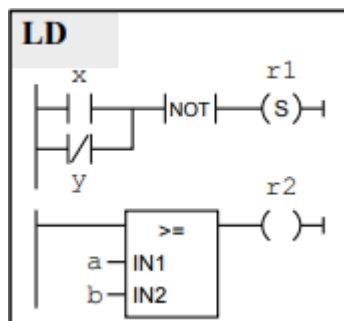 LD
x r1
NOT S
y
r2
>=
a IN1
b IN2